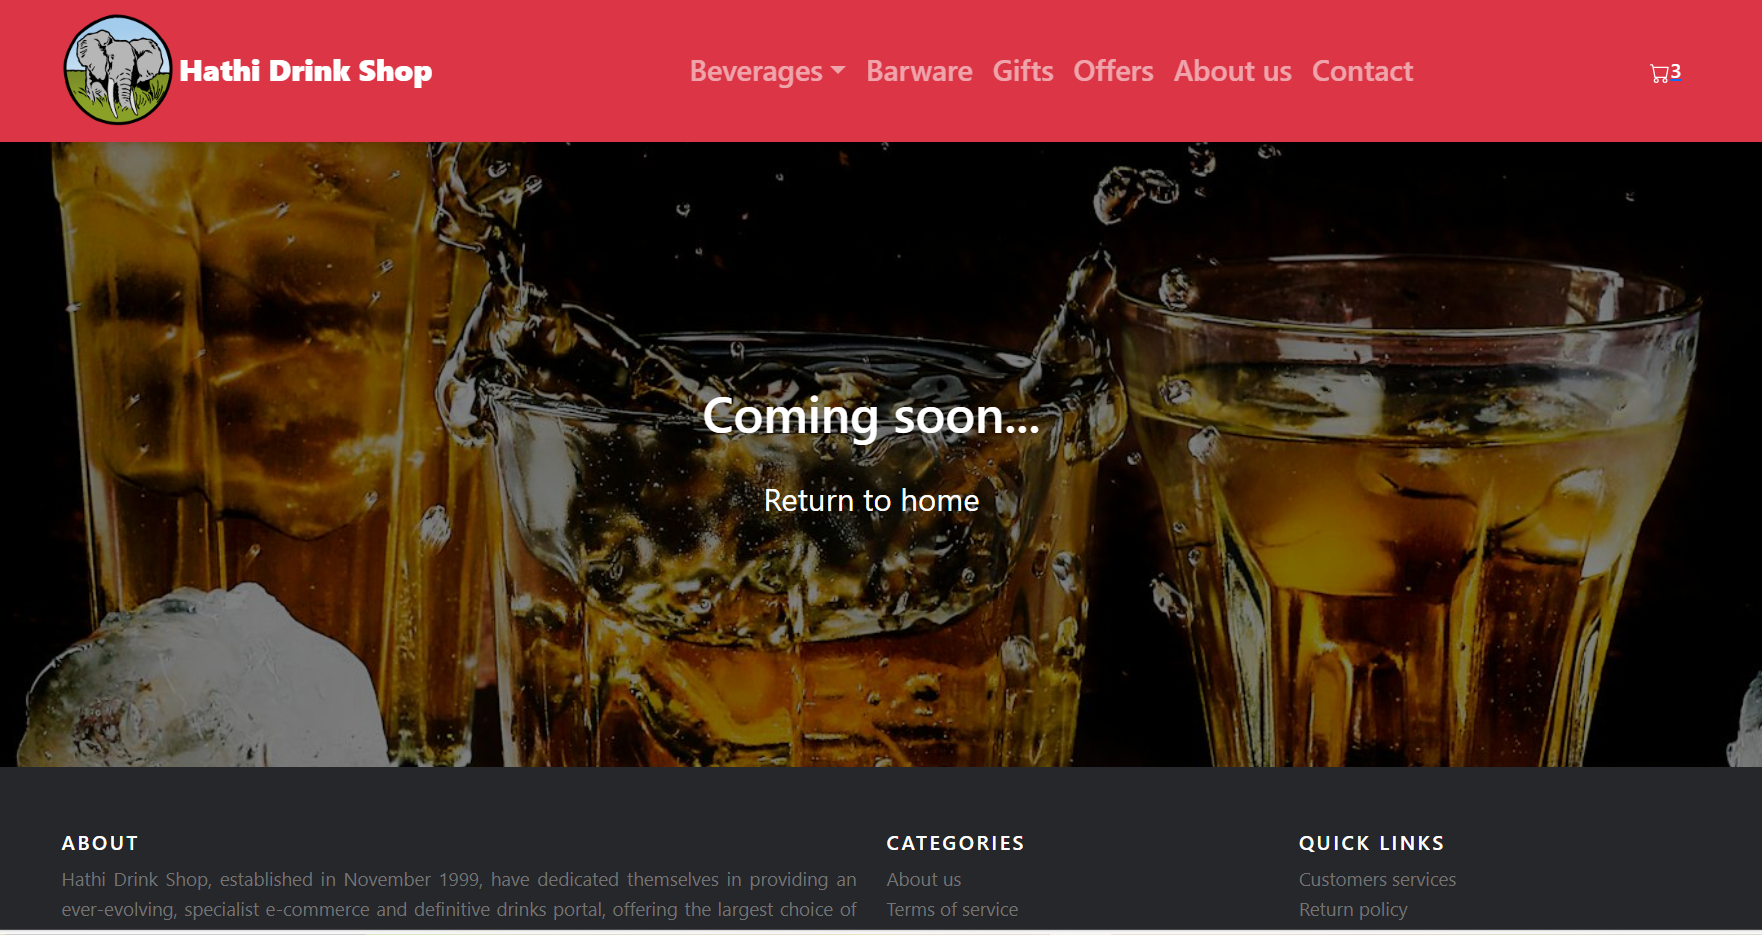 Hathi Drink Shop
Beverages Barware Gifts Offers About us Contact
3
Coming soon...
Return to home
ABOUT
Hathi Drink Shop, established in November 1999, have dedicated themselves in providing an
ever-evolving, specialist e-commerce and definitive drinks portal, offering the largest choice of
CATEGORIES
About us
Terms of service
QUICK LINKS
Customers services
Return policy